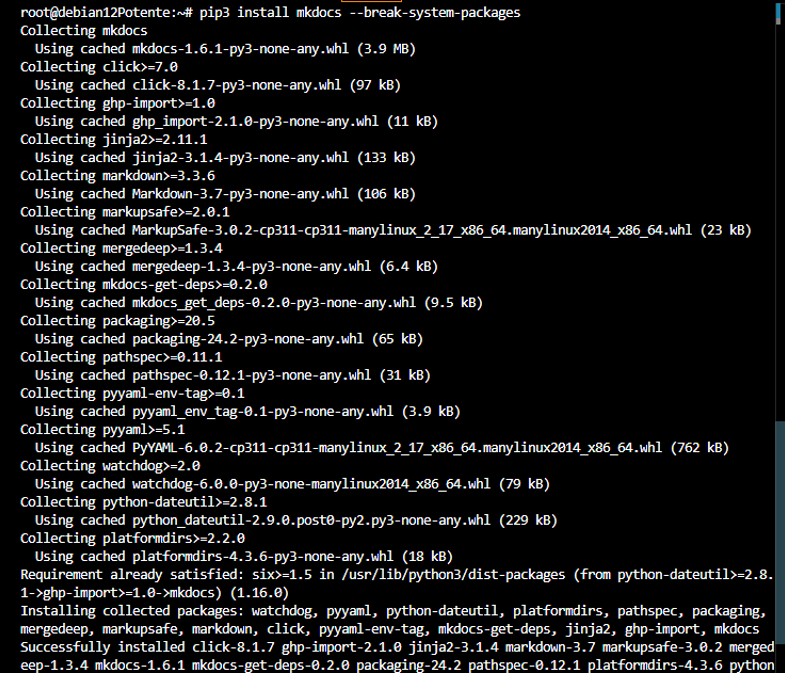 root@debian12Potente:~# pip3 install mkdocs --break-system-packages
Collecting mkdocs
  Using cached mkdocs-1.6.1-py3-none-any.whl (3.9 MB)
Collecting click>=7.0
  Using cached click-8.1.7-py3-none-any.whl (97 kB)
Collecting ghp-import>=1.0
  Using cached ghp_import-2.1.0-py3-none-any.whl (11 kB)
Collecting jinja2>=2.11.1
  Using cached jinja2-3.1.4-py3-none-any.whl (133 kB)
Collecting markdown>=3.3.6
  Using cached Markdown-3.7-py3-none-any.whl (106 kB)
Collecting markupsafe>=2.0.1
  Using cached MarkupSafe-3.0.2-cp311-cp311-manylinux_2_17_x86_64.manylinux2014_x86_64.whl (23 kB)
Collecting mergedeep>=1.3.4
  Using cached mergedeep-1.3.4-py3-none-any.whl (6.4 kB)
Collecting mkdocs-get-deps>=0.2.0
  Using cached mkdocs_get_deps-0.2.0-py3-none-any.whl (9.5 kB)
Collecting packaging>=20.5
  Using cached packaging-24.2-py3-none-any.whl (65 kB)
Collecting pathspec>=0.11.1
  Using cached pathspec-0.12.1-py3-none-any.whl (31 kB)
Collecting pyyaml-env-tag>=0.1
  Using cached pyyaml_env_tag-0.1-py3-none-any.whl (3.9 kB)
Collecting pyyaml>=5.1
  Using cached PyYAML-6.0.2-cp311-cp311-manylinux_2_17_x86_64.manylinux2014_x86_64.whl (762 kB)
Collecting watchdog>=2.0
  Using cached watchdog-6.0.0-py3-none-manylinux2014_x86_64.whl (79 kB)
Collecting python-dateutil>=2.8.1
  Using cached python_dateutil-2.9.0.post0-py2.py3-none-any.whl (229 kB)
Collecting platformdirs>=2.2.0
  Using cached platformdirs-4.3.6-py3-none-any.whl (18 kB)
Requirement already satisfied: six>=1.5 in /usr/lib/python3/dist-packages (from python-dateutil>=2.8.
1->ghp-import>=1.0->mkdocs) (1.16.0)
Installing collected packages: watchdog, pyyaml, python-dateutil, platformdirs, pathspec, packaging,
mergedeep, markupsafe, markdown, click, pyyaml-env-tag, mkdocs-get-deps, jinja2, ghp-import, mkdocs
Successfully installed click-8.1.7 ghp-import-2.1.0 jinja2-3.1.4 markdown-3.7 markupsafe-3.0.2 merged
eep-1.3.4 mkdocs-1.6.1 mkdocs-get-deps-0.2.0 packaging-24.2 pathspec-0.12.1 platformdirs-4.3.6 python